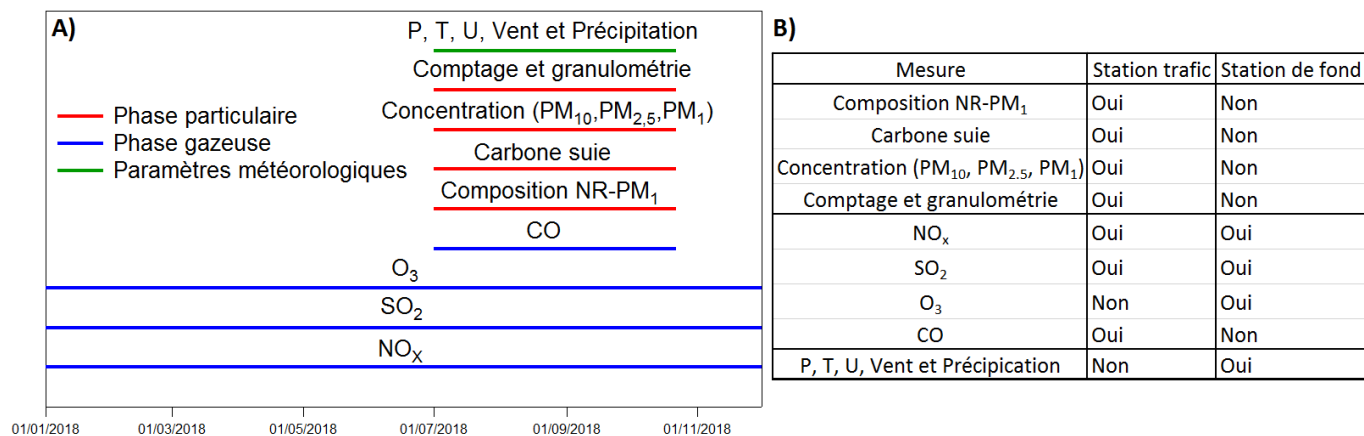 A)
P, T, U, Vent et Précipitation
Comptage et granulométrie
Concentration (PM₁₀,PM₂,₅,PM₁)
Carbone suie
Composition NR-PM₁
CO
O₃
SO₂
NOₓ
Phase particulaire
Phase gazeuse
Paramètres météorologiques
01/01/2018 01/03/2018 01/05/2018 01/07/2018 01/09/2018 01/11/2018
B)
Mesure Station trafic Station de fond
Composition NR-PM₁ Oui Non
Carbone suie Oui Non
Concentration (PM₁₀, PM₂.₅, PM₁) Oui Non
Comptage et granulométrie Oui Non
NOₓ Oui Oui
SO₂ Oui Oui
O₃ Non Oui
CO Oui Non
P, T, U, Vent et Précipication Non Oui